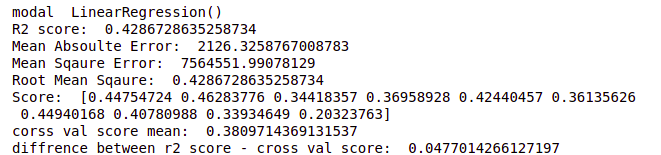 modal  LinearRegression()
R2 score:  0.4286728635258734
Mean Absoulte Error:  2126.3258767008783
Mean Sqaure Error:  7564551.99078129
Root Mean Sqaure:  0.4286728635258734
Score:  [0.44754724 0.46283776 0.34418357 0.36958928 0.42440457 0.36135626
 0.44940168 0.40780988 0.33934649 0.20323763]
corss val score mean:  0.3809714369131537
diffrence between r2 score - cross val score:  0.0477014266127197